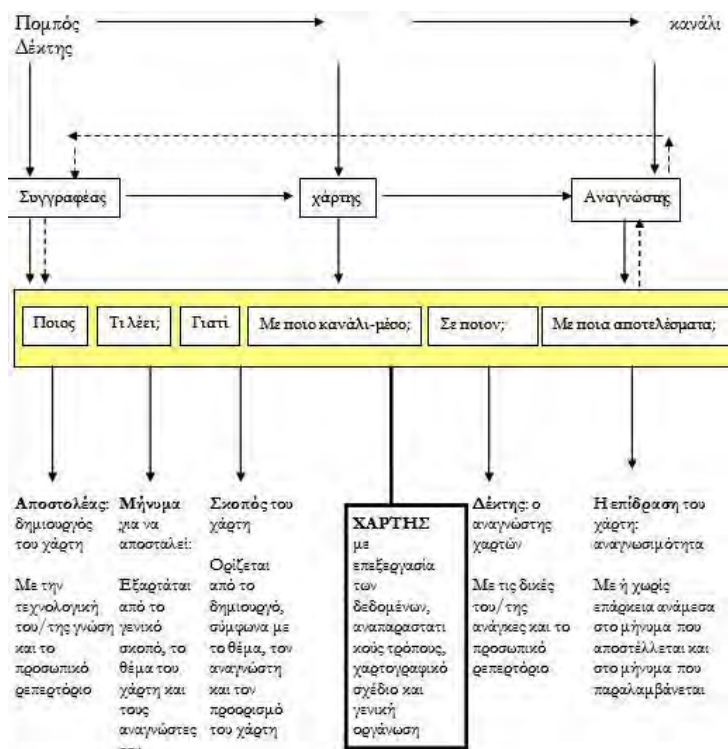 Πομπός
κανάλι
Δέκτης
Συγγραφέας
χάρτης
Αναγνώστης
Ποιος
Τι λέει;
Γιατί
Με ποιο κανάλι-μέσο;
Σε ποιον;
Με ποια αποτελέσματα;
Αποστολέας:
δημιουργός
του χάρτη
Με την
τεχνολογική
του/της γνώση
και το
προσωπικό
ρεπερτόριο
Μήνυμα
για να
αποσταλεί:
Εξαρτάται
από το
γενικό
σκοπό, το
θέμα του
χάρτη και
τους
αναγνώστες
Σκοπός του
χάρτη
Ορίζεται
από το
δημιουργό,
σύμφωνα με
το θέμα, τον
αναγνώστη
και τον
προορισμό
του χάρτη
ΧΑΡΤΗΣ
με
επεξεργασία
των
δεδομένων,
αναπαραστατι
κούς τρόπους,
χαρτογραφικό
σχέδιο και
γενική
οργάνωση
Δέκτης: ο
αναγνώστης
χαρτών
Με τις δικές
του/της
ανάγκες και το
προσωπικό
ρεπερτόριο
Η επίδραση του
χάρτη:
αναγνωσιμότητα
Με ή χωρίς
επάρκεια ανάμεσα
στο μήνυμα που
αποστέλλεται και
στο μήνυμα που
παραλαμβάνεται